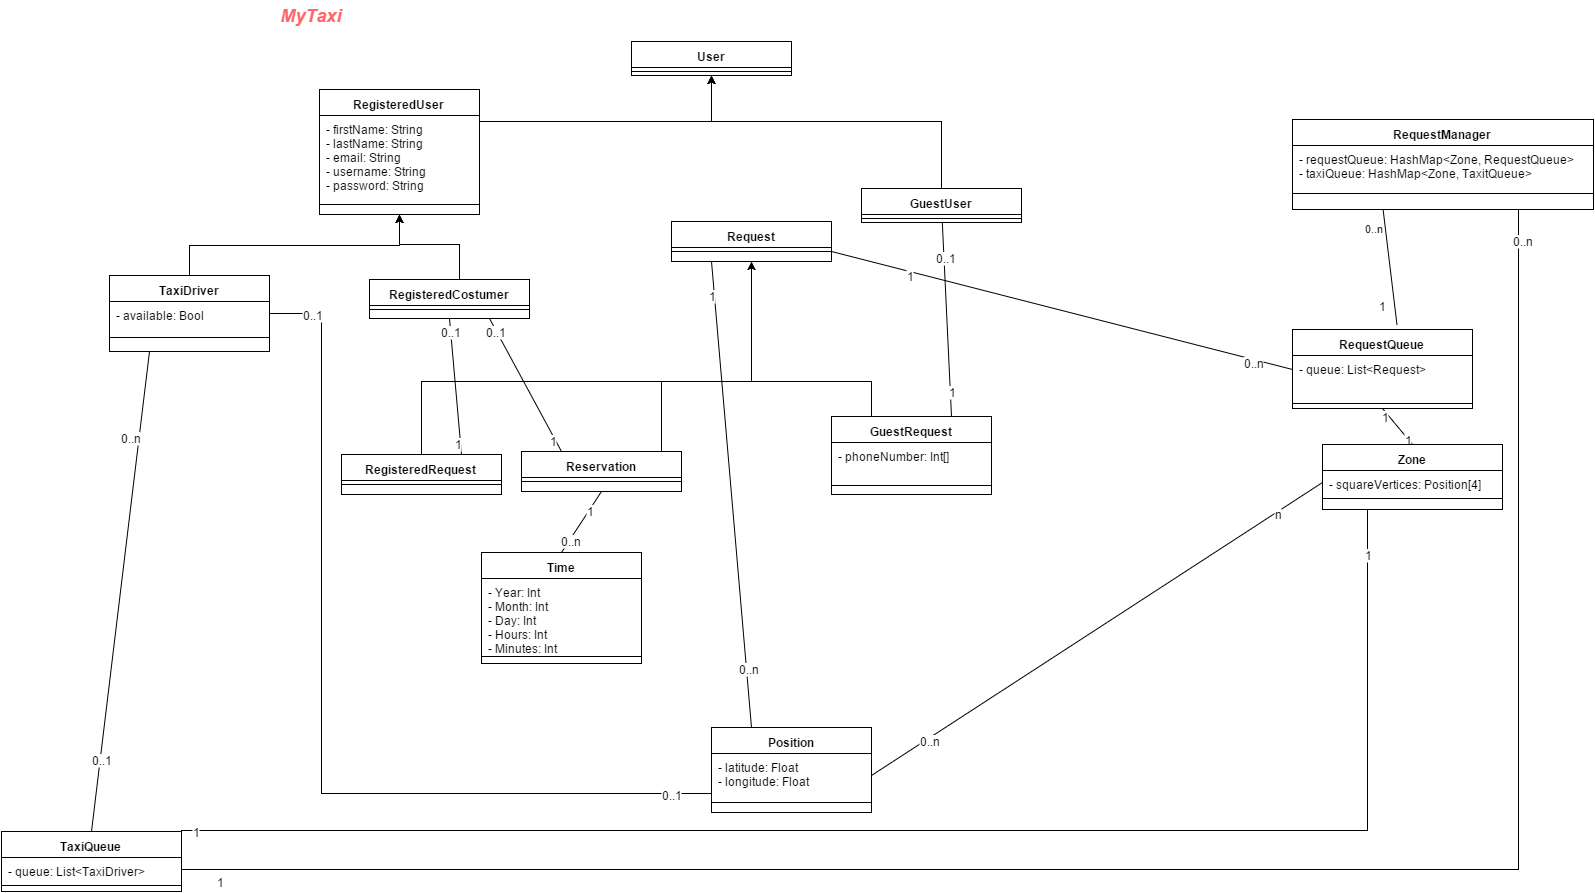 MyTaxi
User
RegisteredUser
- firstName: String
- lastName: String
- email: String
- username: String
- password: String
RequestManager
- requestQueue: HashMap<Zone, RequestQueue>
- taxiQueue: HashMap<Zone, TaxitQueue>
GuestUser
Request
0..n
0..n
0..1
1
TaxiDriver
- available: Bool
RegisteredCostumer
1
0..1
1
0..1
0..1
RequestQueue
- queue: List<Request>
0..n
1
GuestRequest
- phoneNumber: Int[]
1
1
0..n
1
1
RegisteredRequest
Reservation
Zone
- squareVertices: Position[4]
1
n
0..n
1
Time
- Year: Int
- Month: Int
- Day: Int
- Hours: Int
- Minutes: Int
0..n
Position
- latitude: Float
- longitude: Float
0..n
0..1
0..1
1
TaxiQueue
- queue: List<TaxiDriver>
1